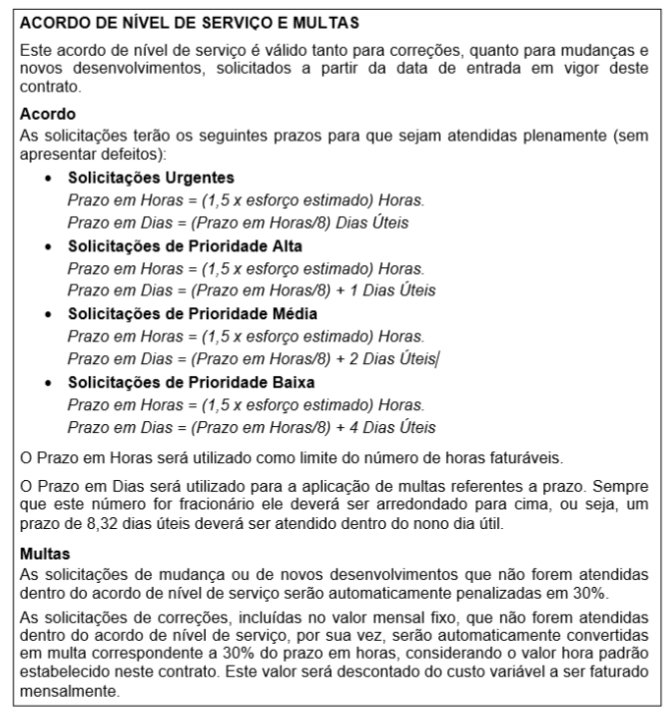 ACORDO DE NÍVEL DE SERVIÇO E MULTAS
Este acordo de nível de serviço é válido tanto para correções, quanto para mudanças e
novos desenvolvimentos, solicitados a partir da data de entrada em vigor deste
contrato.
Acordo
As solicitações terão os seguintes prazos para que sejam atendidas plenamente (sem
apresentar defeitos):
• Solicitações Urgentes
Prazo em Horas = (1,5 x esforço estimado) Horas.
Prazo em Dias = (Prazo em Horas/8) Dias Úteis
• Solicitações de Prioridade Alta
Prazo em Horas = (1,5 x esforço estimado) Horas.
Prazo em Dias = (Prazo em Horas/8) + 1 Dias Úteis
• Solicitações de Prioridade Média
Prazo em Horas = (1,5 x esforço estimado) Horas.
Prazo em Dias = (Prazo em Horas/8) + 2 Dias Úteis
• Solicitações de Prioridade Baixa
Prazo em Horas = (1,5 x esforço estimado) Horas.
Prazo em Dias = (Prazo em Horas/8) + 4 Dias Úteis
O Prazo em Horas será utilizado como limite do número de horas faturáveis.
O Prazo em Dias será utilizado para a aplicação de multas referentes a prazo. Sempre
que este número for fracionário ele deverá ser arredondado para cima, ou seja, um
prazo de 8,32 dias úteis deverá ser atendido dentro do nono dia útil.
Multas
As solicitações de mudança ou de novos desenvolvimentos que não forem atendidas
dentro do acordo de nível de serviço serão automaticamente penalizadas em 30%.
As solicitações de correções, incluídas no valor mensal fixo, que não forem atendidas
dentro do acordo de nível de serviço, por sua vez, serão automaticamente convertidas
em multa correspondente a 30% do prazo em horas, considerando o valor hora padrão
estabelecido neste contrato. Este valor será descontado do custo variável a ser faturado
mensalmente.